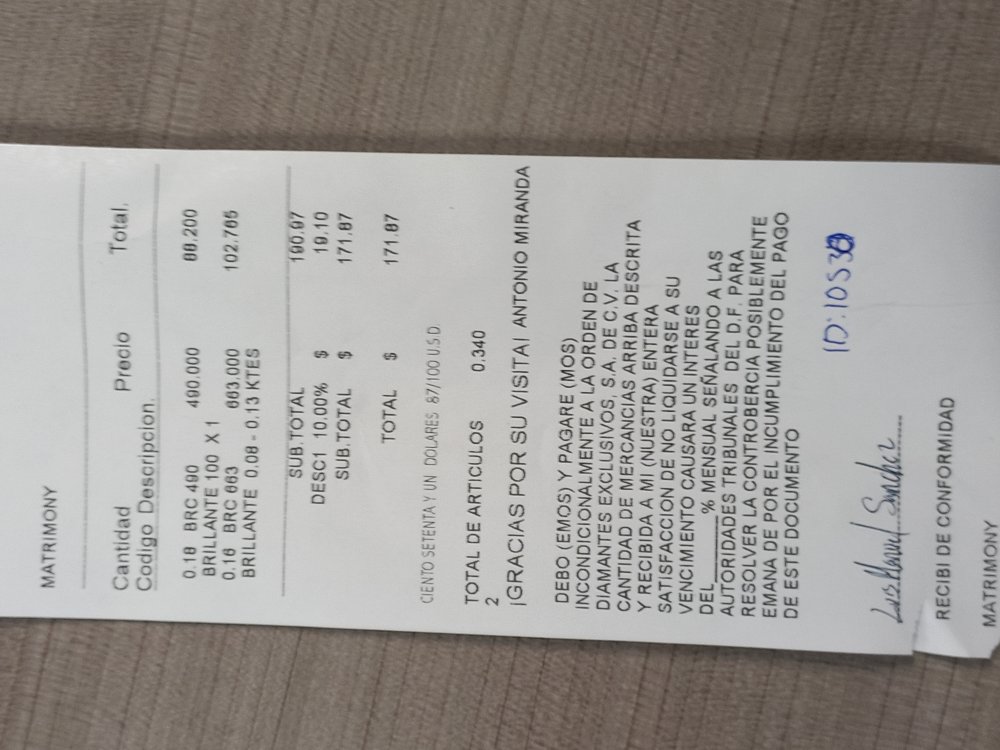 MATRIMONY
Cantidad Precio Total.
Codigo Descripcion.
0.18 BRC 490 490.000 88.200
BRILLANTE 100 X 1
0.16 BRC 663 663.000 102.765
BRILLANTE 0.08 - 0.13 KTES
SUB.TOTAL 190.97
DESC1 10.00% $ 19.10
SUB.TOTAL $ 171.87
TOTAL $ 171.87
CIENTO SETENTA Y UN DOLARES 87/100 U.S.D.
TOTAL DE ARTICULOS 0.340
2
¡GRACIAS POR SU VISITA! ANTONIO MIRANDA
DEBO (EMOS) Y PAGARE (MOS)
INCONDICIONALMENTE A LA ORDEN DE
DIAMANTES EXCLUSIVOS, S.A. DE C.V. LA
CANTIDAD DE MERCANCIAS ARRIBA DESCRITA
Y RECIBIDA A MI (NUESTRA) ENTERA
SATISFACCION DE NO LIQUIDARSE A SU
VENCIMIENTO CAUSARA UN INTERES
DEL______% MENSUAL SEÑALANDO A LAS
AUTORIDADES TRIBUNALES DEL D.F. PARA
RESOLVER LA CONTROBERCIA POSIBLEMENTE
EMANA DE POR EL INCUMPLIMIENTO DEL PAGO
DE ESTE DOCUMENTO
Luis Manuel Sanchez
RECIBI DE CONFORMIDAD
MATRIMONY